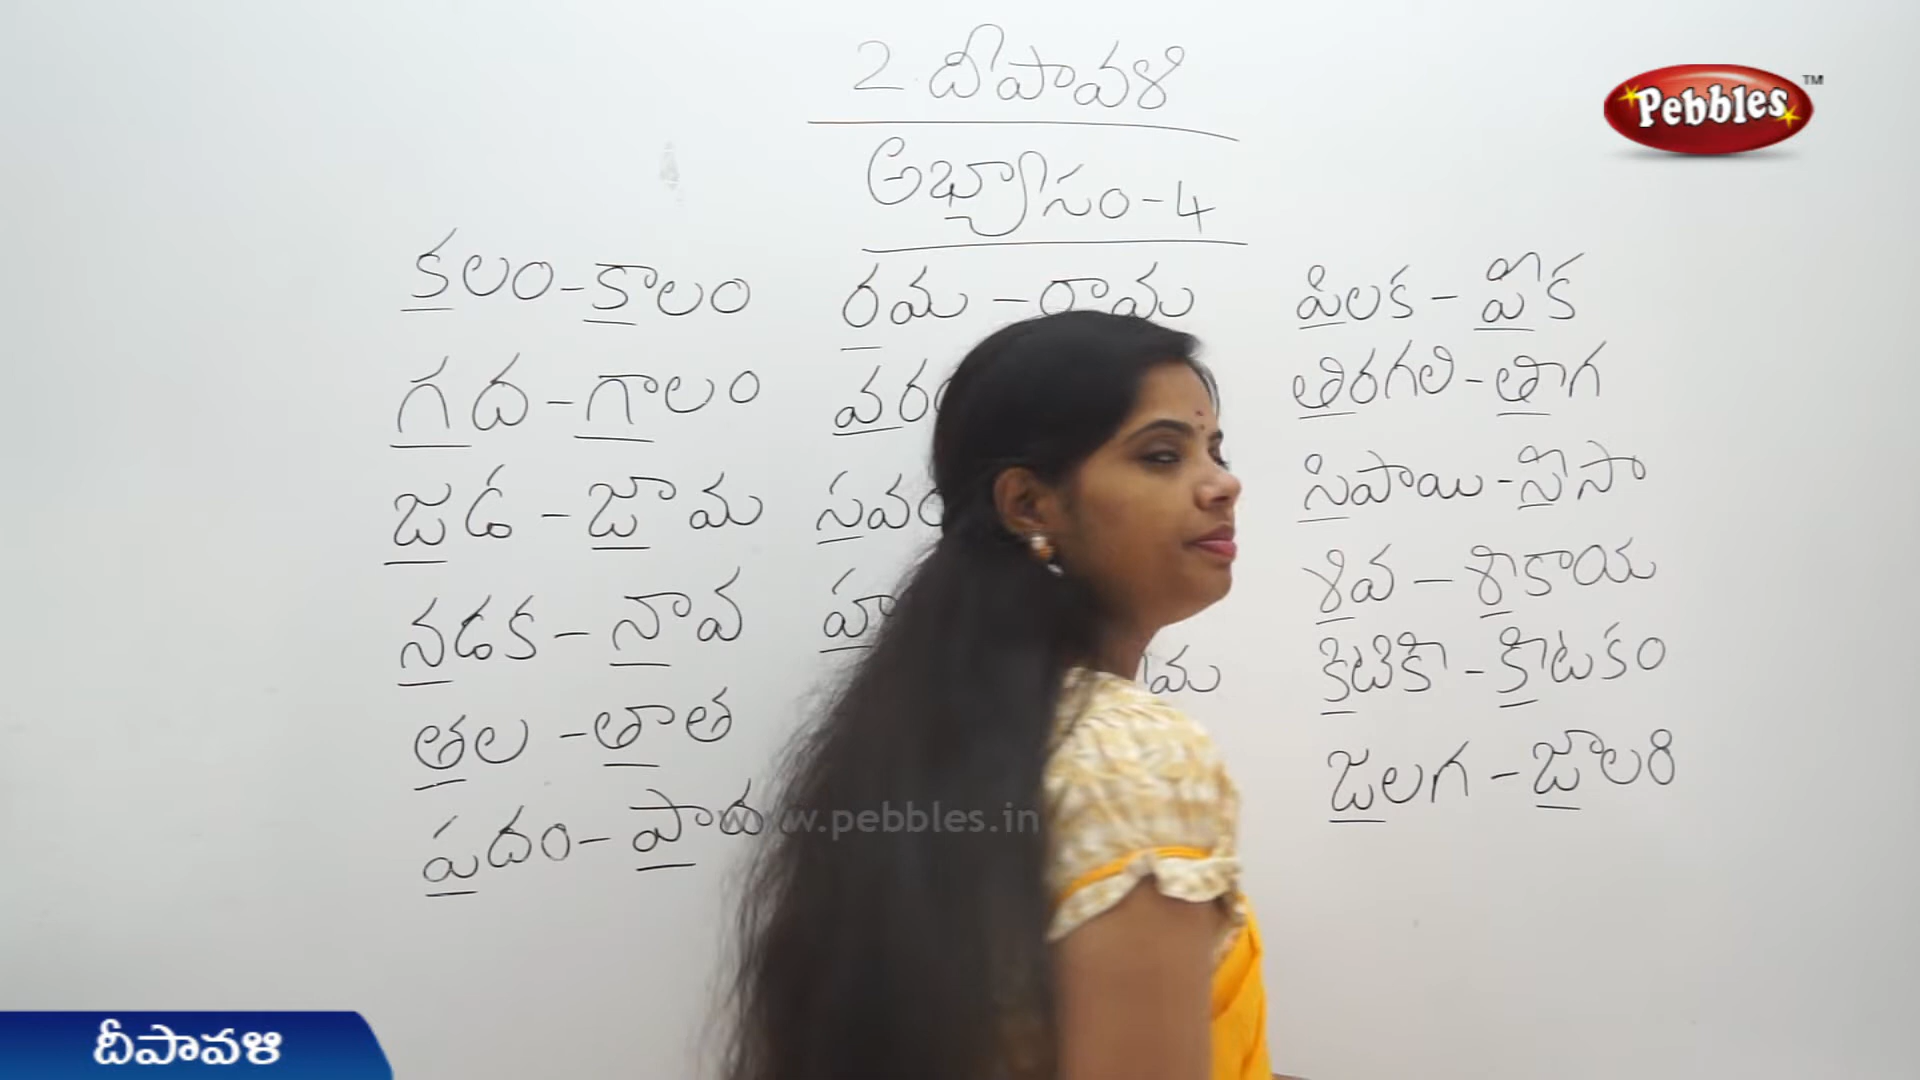 2. దీపావళి
Pebbles TM
అభ్యాసం-4
కలం-కాలం
గద-గాలం
జడ-జామ
నడక-నావ
తల-తాత
పదం-పారు
రమ-రామ
పిలక-పీక
తిరగలి-తీగ
సిపాయి-సీసా
శివ-శీకాయ
కిటికీ-కీటకం
జలగ-జాలరి
www.pebbles.in
దీపావళి